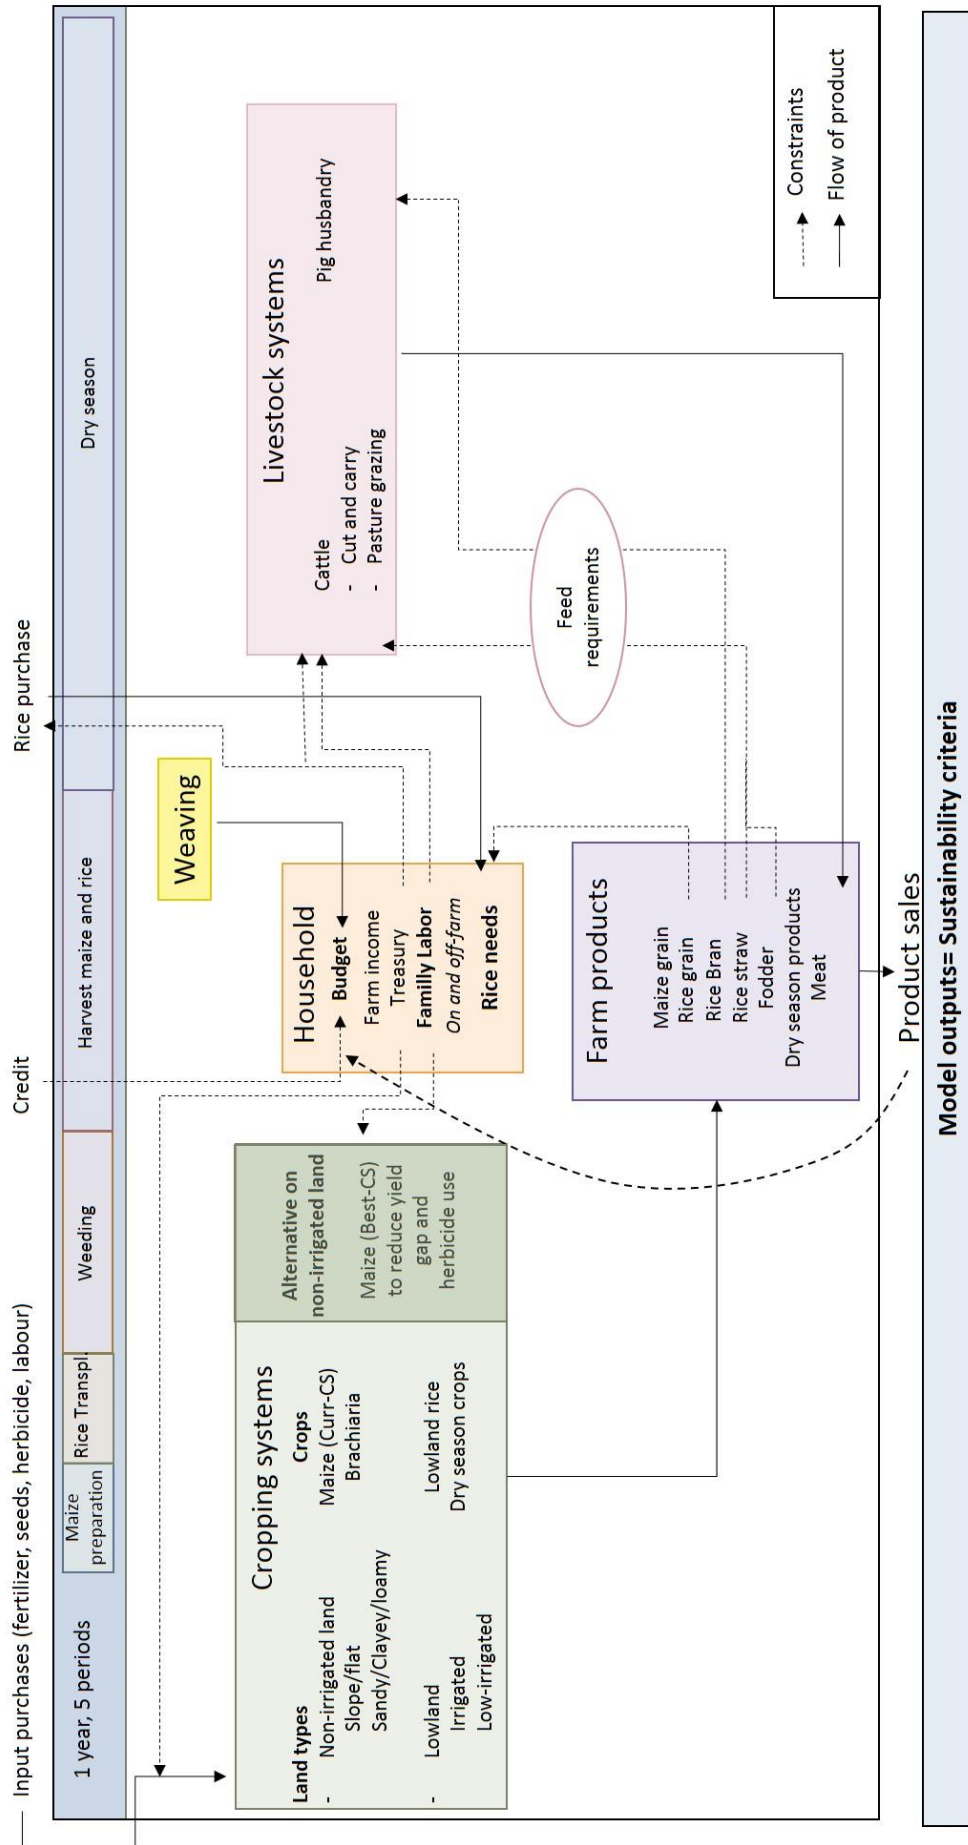 Input purchases (fertilizer, seeds, herbicide, labour)
Credit
Rice purchase
1 year, 5 periods
Maize
preparation
Rice Transpl.
Weeding
Harvest maize and rice
Dry season
Weaving
Cropping systems
Land types
- Non-irrigated land
Slope/flat
Sandy/Clayey/loamy
- Lowland
Irrigated
Low-irrigated
Crops
Maize (Curr-CS)
Brachiaria
Lowland rice
Dry season crops
Alternative on
non-irrigated land
Maize (Best-CS)
to reduce yield
gap and
herbicide use
Household
Budget
Farm income
Treasury
Familly Labor
On and off-farm
Rice needs
Livestock systems
Cattle
- Cut and carry
- Pasture grazing
Pig husbandry
Feed
requirements
Farm products
Maize grain
Rice grain
Rice Bran
Rice straw
Fodder
Dry season products
Meat
Constraints
Flow of product
Product sales
Model outputs= Sustainability criteria